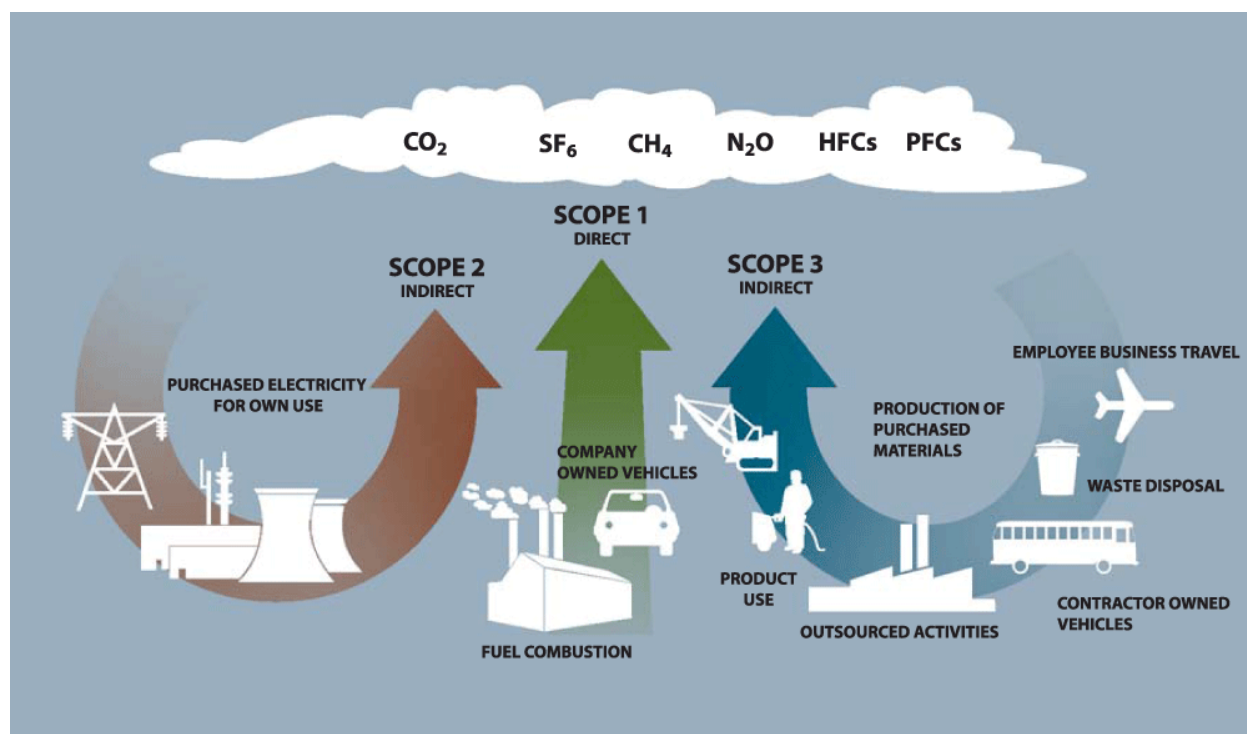 CO₂ SF₆ CH₄ N₂O HFCs PFCs
SCOPE 1
DIRECT
SCOPE 2
INDIRECT
SCOPE 3
INDIRECT
PURCHASED ELECTRICITY
FOR OWN USE
COMPANY
OWNED VEHICLES
FUEL COMBUSTION
EMPLOYEE BUSINESS TRAVEL
PRODUCTION OF
PURCHASED
MATERIALS
WASTE DISPOSAL
PRODUCT
USE
OUTSOURCED ACTIVITIES
CONTRACTOR OWNED
VEHICLES